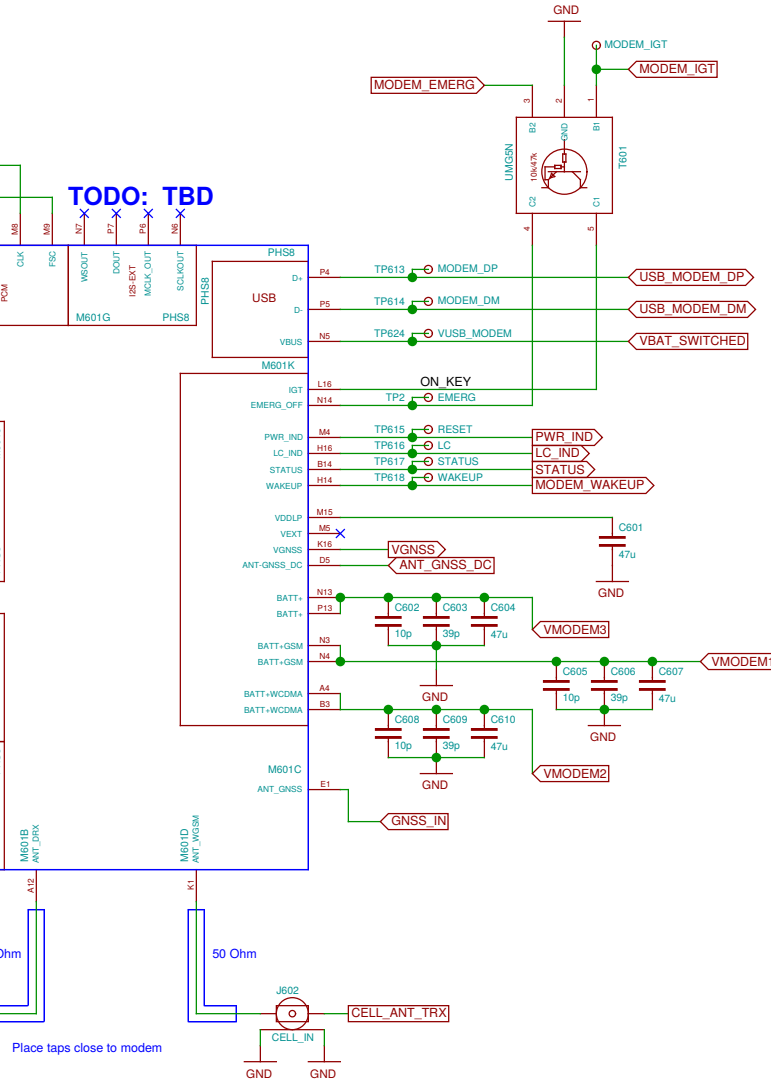 GND
MODEM_IGT
MODEM_IGT
MODEM_EMERG
3
2
1
B2
GND
B1
UMG5N
10k/47k
T601
C2
C1
4
5
TODO: TBD
M8
M9
N7
P7
P6
N6
CLK
FSC
WSOUT
DOUT
I2S-EXT
MCLK_OUT
SCLKOUT
PCM
M601G
PHS8
PHS8
PHS8
USB
D+
P4
TP613
MODEM_DP
USB_MODEM_DP
D-
P5
TP614
MODEM_DM
USB_MODEM_DM
VBUS
N5
TP624
VUSB_MODEM
VBAT_SWITCHED
M601K
IGT
L16
ON_KEY
EMERG_OFF
N14
TP2
EMERG
PWR_IND
M4
TP615
RESET
PWR_IND
LC_IND
H16
TP616
LC
LC_IND
STATUS
B14
TP617
STATUS
STATUS
WAKEUP
H14
TP618
WAKEUP
MODEM_WAKEUP
VDDLP
M15
C601
47u
GND
VEXT
M5
VGNSS
K16
VGNSS
ANT-GNSS_DC
D5
ANT_GNSS_DC
BATT+
N13
BATT+
P13
C602
C603
C604
10p
39p
47u
VMODEM3
GND
BATT+GSM
N3
BATT+GSM
N4
VMODEM1
C605
C606
C607
10p
39p
47u
GND
BATT+WCDMA
A4
BATT+WCDMA
B3
C608
C609
C610
10p
39p
47u
VMODEM2
GND
M601C
ANT_GNSS
E1
GNSS_IN
M601B
ANT_DRX
M601D
ANT_WGSM
A12
K1
Ohm
50 Ohm
J602
CELL_ANT_TRX
CELL_IN
GND
GND
Place taps close to modem